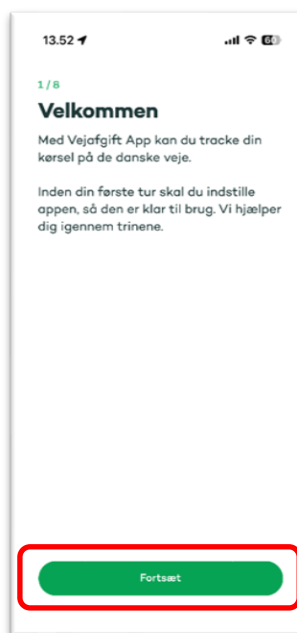 13.52
60
1/8
Velkommen
Med Vejafgift App kan du tracke din
kørsel på de danske veje.
Inden din første tur skal du indstille
appen, så den er klar til brug. Vi hjælper
dig igennem trinene.
Fortsæt